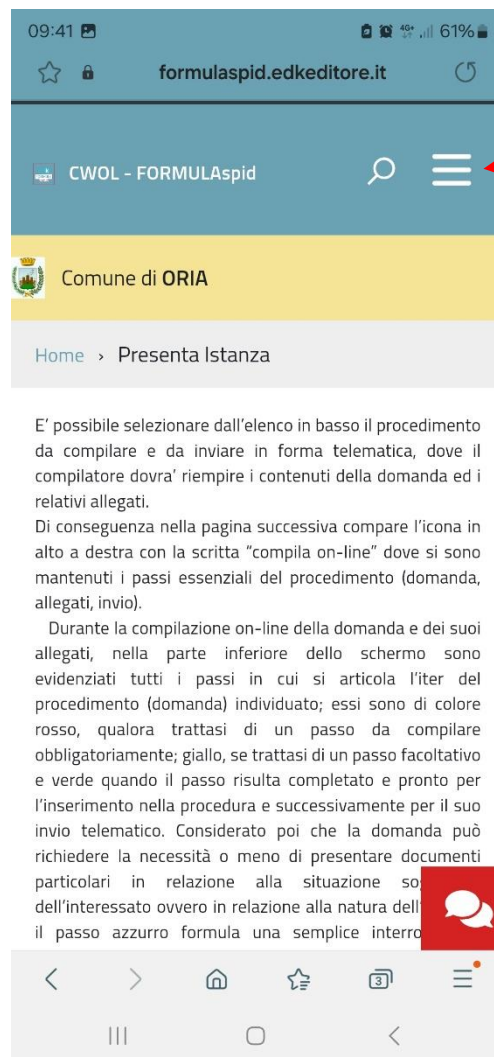 09:41 4G+ 61%
formulaspid.edkeditore.it
CWOL - FORMULAspid
Comune di ORIA
Home › Presenta Istanza
E' possibile selezionare dall'elenco in basso il procedimento
da compilare e da inviare in forma telematica, dove il
compilatore dovra' riempire i contenuti della domanda ed i
relativi allegati.
Di conseguenza nella pagina successiva compare l'icona in
alto a destra con la scritta "compila on-line" dove si sono
mantenuti i passi essenziali del procedimento (domanda,
allegati, invio).
Durante la compilazione on-line della domanda e dei suoi
allegati, nella parte inferiore dello schermo sono
evidenziati tutti i passi in cui si articola l'iter del
procedimento (domanda) individuato; essi sono di colore
rosso, qualora trattasi di un passo da compilare
obbligatoriamente; giallo, se trattasi di un passo facoltativo
e verde quando il passo risulta completato e pronto per
l'inserimento nella procedura e successivamente per il suo
invio telematico. Considerato poi che la domanda può
richiedere la necessità o meno di presentare documenti
particolari in relazione alla situazione
dell'interessato ovvero in relazione alla natura
il passo azzurro formula una semplice
3